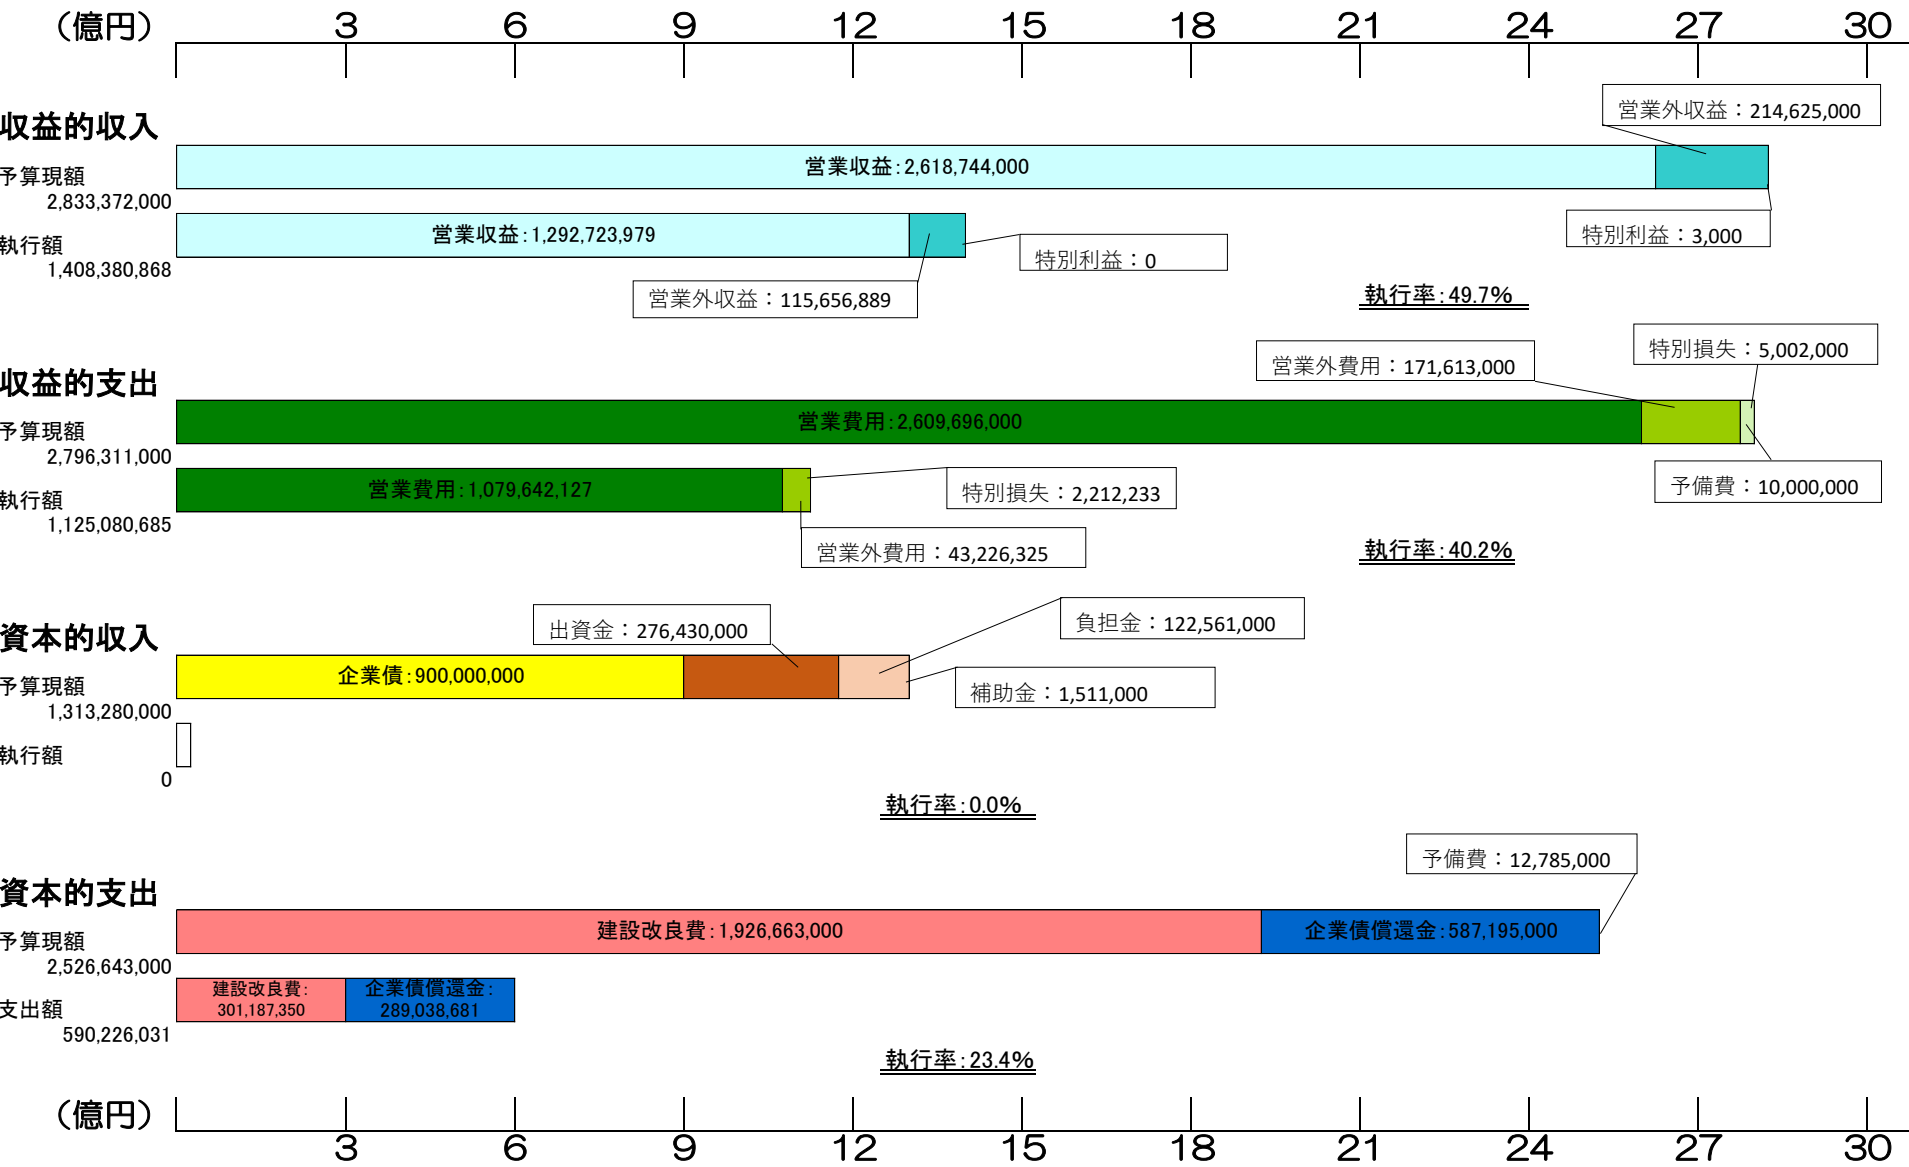 （億円） 3 6 9 12 15 18 21 24 27 30
営業外収益：214,625,000
収益的収入
営業収益：2,618,744,000
予算現額
2,833,372,000
特別利益：3,000
営業収益：1,292,723,979
執行額
1,408,380,868
特別利益：0
営業外収益：115,656,889
執行率：49.7%
特別損失：5,002,000
営業外費用：171,613,000
収益的支出
営業費用：2,609,696,000
予算現額
2,796,311,000
予備費：10,000,000
営業費用：1,079,642,127
執行額
1,125,080,685
特別損失：2,212,233
営業外費用：43,226,325
執行率：40.2%
出資金：276,430,000
負担金：122,561,000
資本的収入
企業債：900,000,000
予算現額
1,313,280,000
補助金：1,511,000
執行額
0
執行率：0.0%
予備費：12,785,000
資本的支出
建設改良費：1,926,663,000
企業債償還金：587,195,000
予算現額
2,526,643,000
建設改良費：
301,187,350
企業債償還金：
289,038,681
支出額
590,226,031
執行率：23.4%
（億円） 3 6 9 12 15 18 21 24 27 30